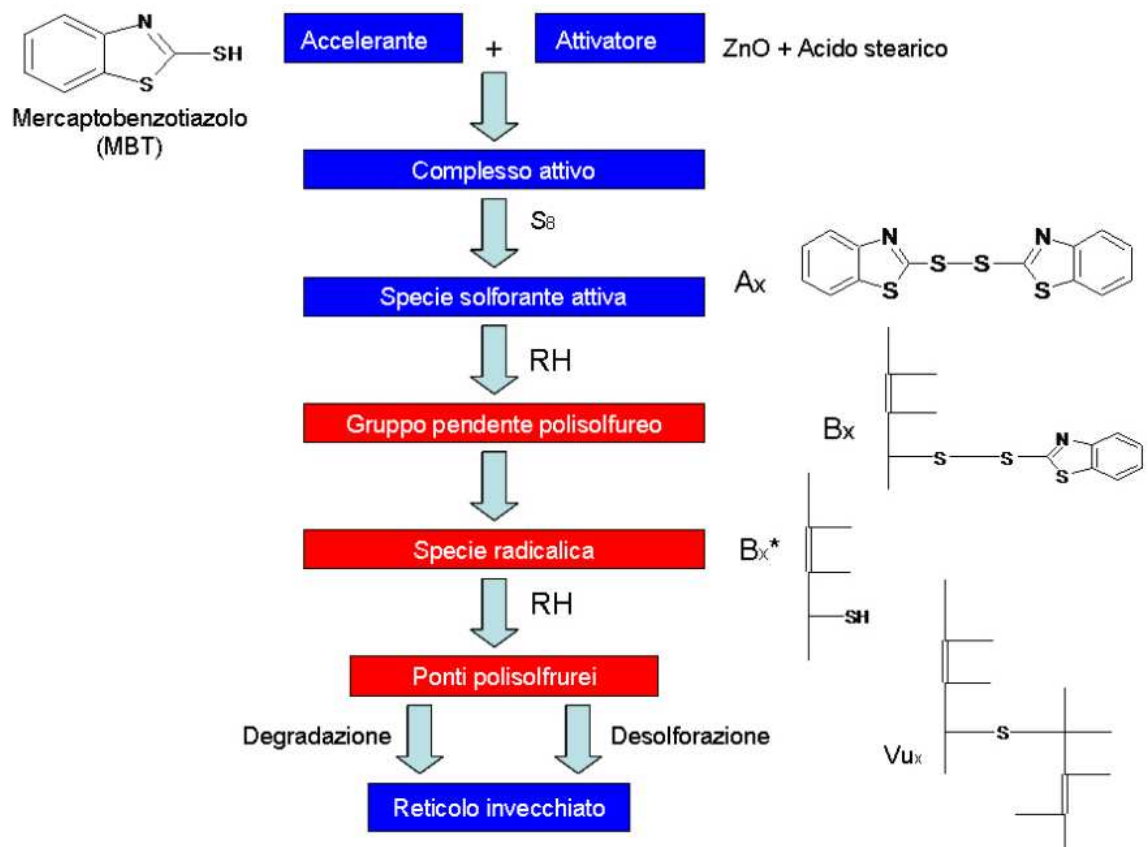 N
SH
S
Mercaptobenzotiazolo
(MBT)
Accelerante
+
Attivatore
ZnO + Acido stearico
Complesso attivo
S8
Specie solforante attiva
Ax
N
S
S
S
N
S
RH
Gruppo pendente polisolfureo
Bx
S
S
N
S
Specie radicalica
Bx*
SH
RH
Ponti polisolfrurei
Degradazione
Desolforazione
Vux
S
Reticolo invecchiato